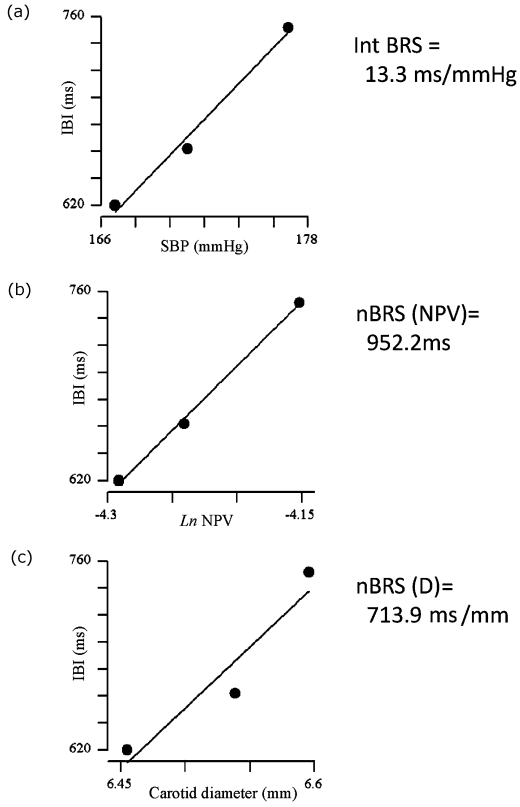 (a)
760
IBI (ms)
620
166
178
SBP (mmHg)
Int BRS =
13.3 ms/mmHg
(b)
760
IBI (ms)
620
-4.3
-4.15
Ln NPV
nBRS (NPV)=
952.2ms
(c)
760
IBI (ms)
620
6.45
6.6
Carotid diameter (mm)
nBRS (D)=
713.9 ms/mm